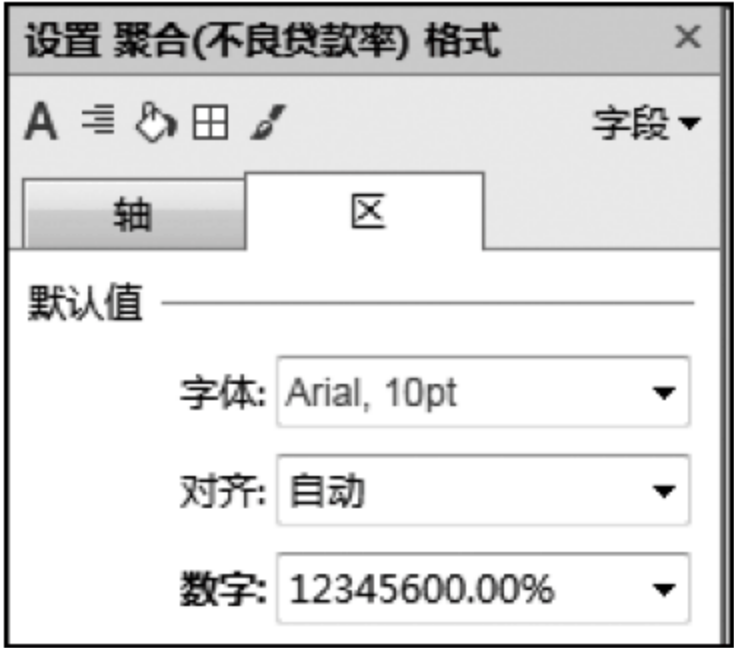 设置 聚合(不良贷款率) 格式 ×
A 字段
轴 区
默认值
字体: Arial, 10pt
对齐: 自动
数字: 12345600.00%